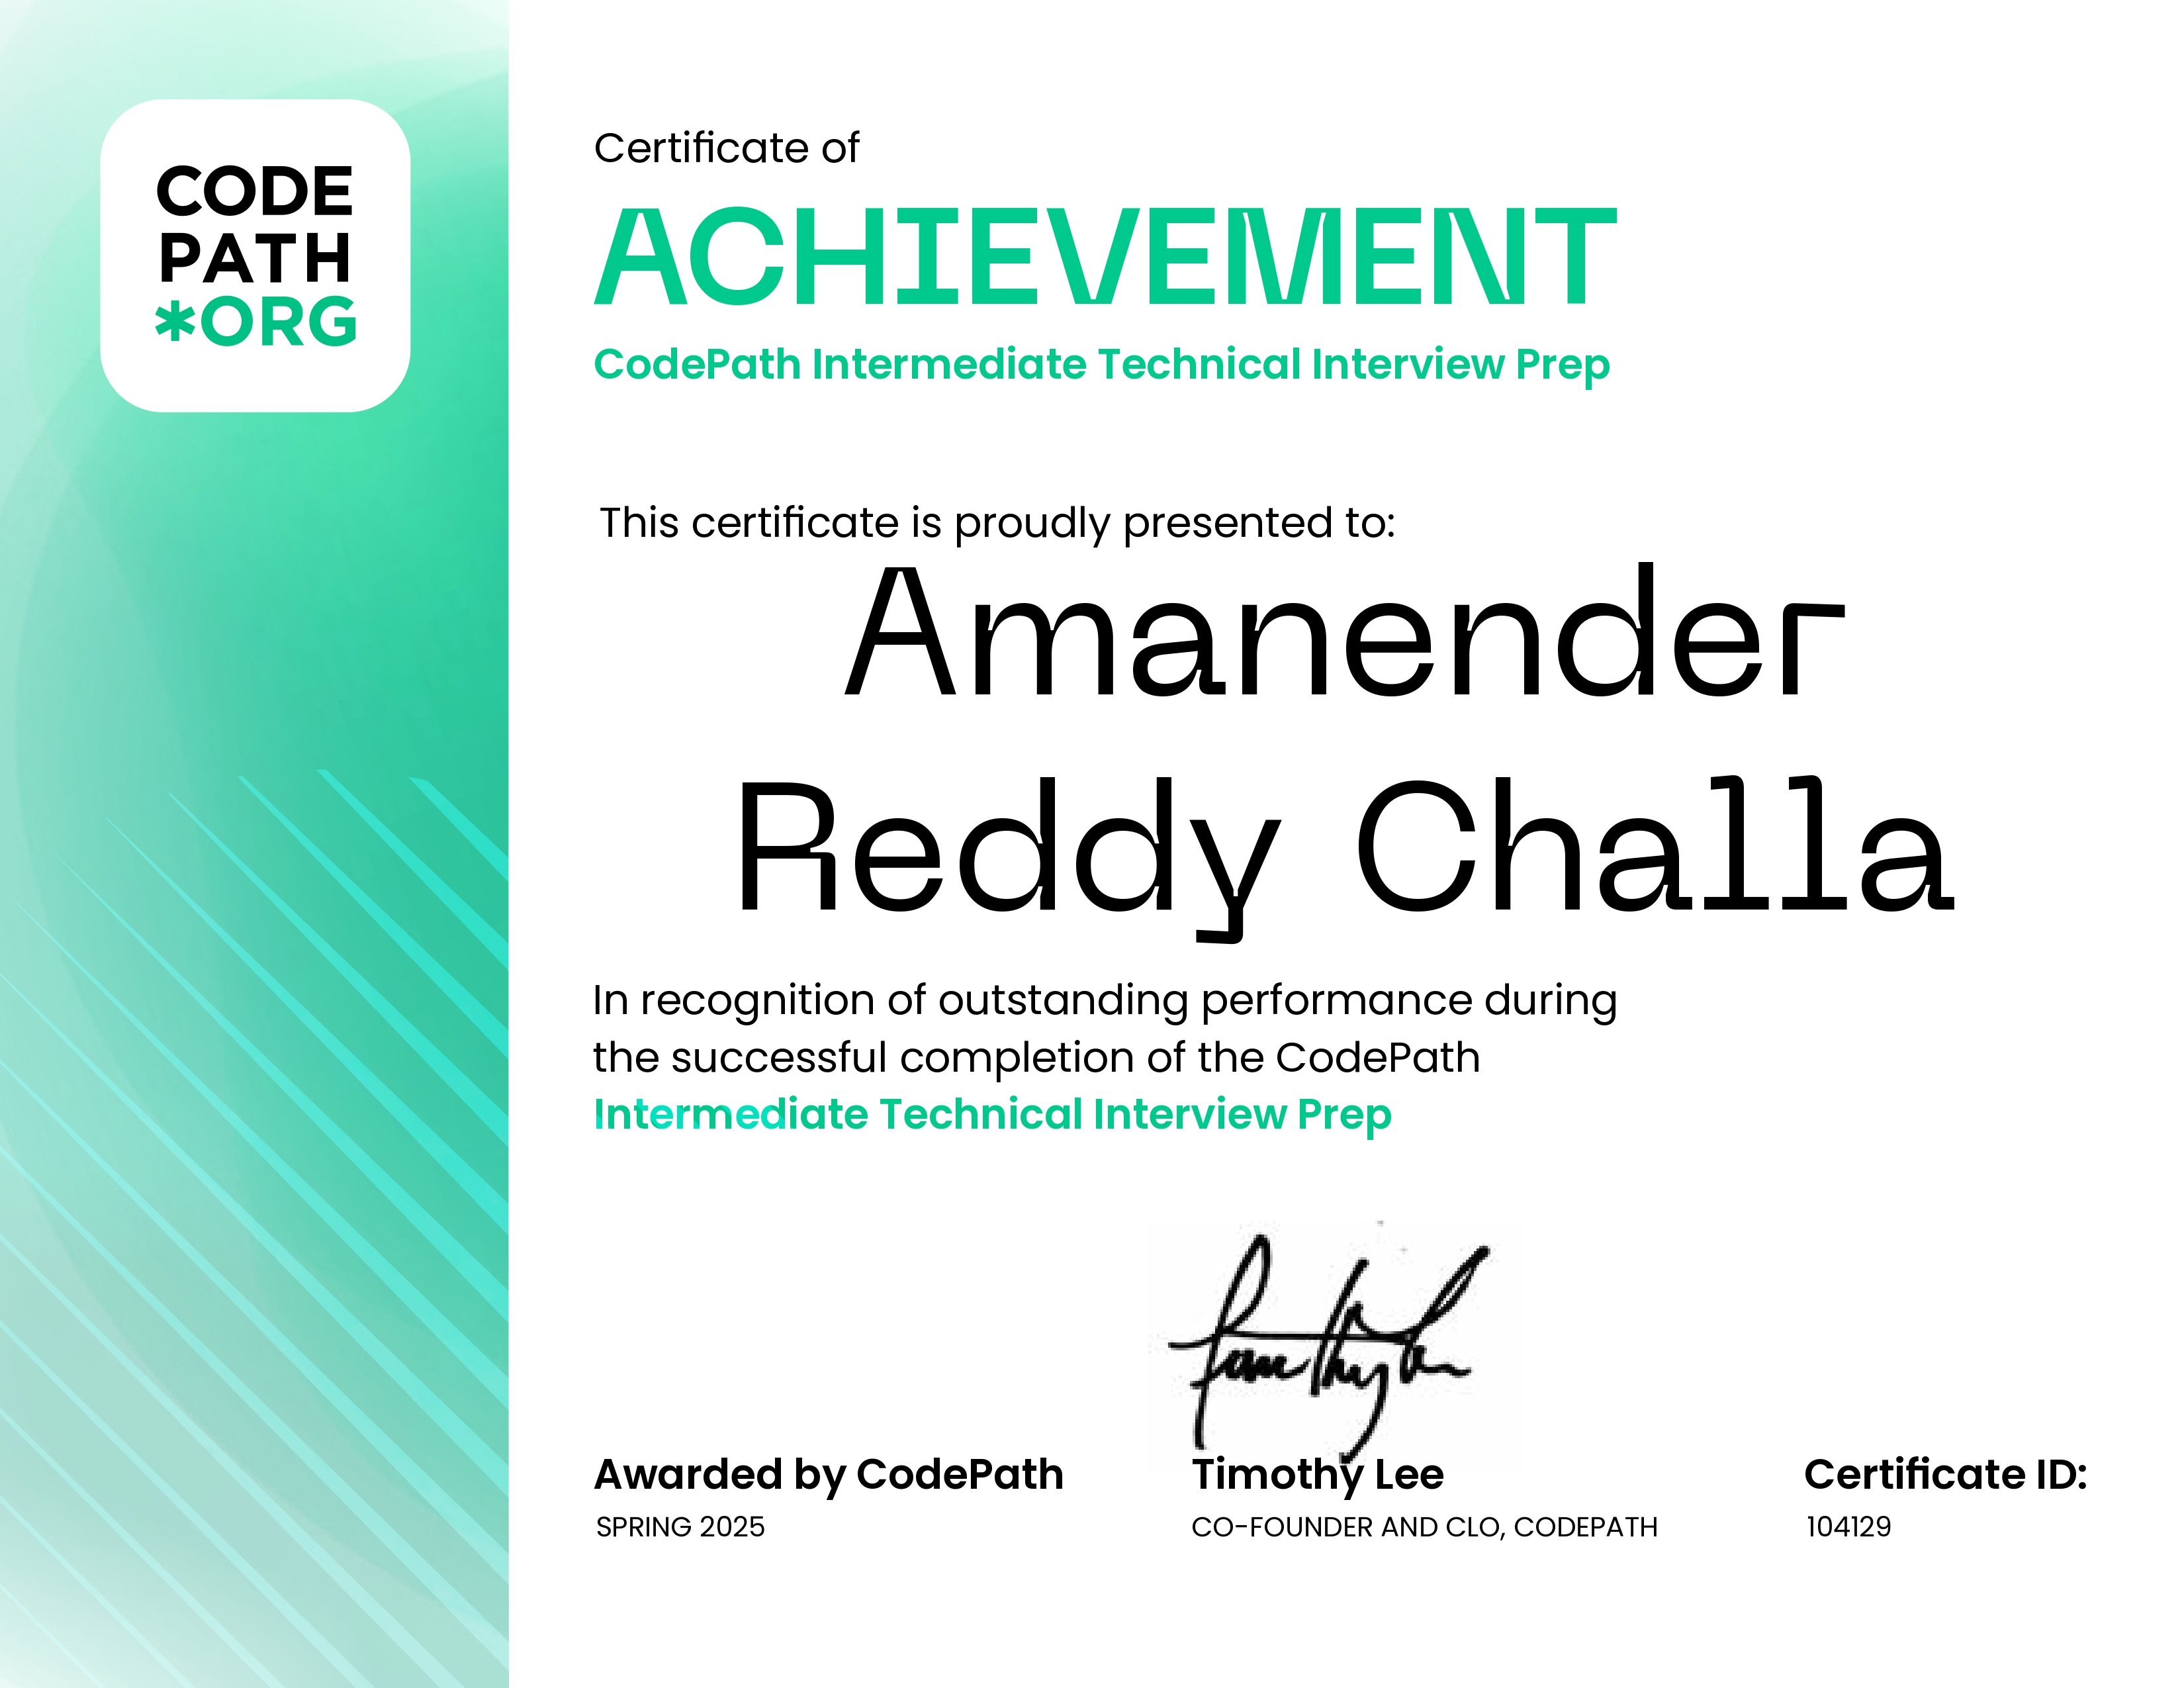 CODE
PATH
*ORG
Certificate of
ACHIEVEMENT
CodePath Intermediate Technical Interview Prep
This certificate is proudly presented to:
Amanender
Reddy Challa
In recognition of outstanding performance during
the successful completion of the CodePath
Intermediate Technical Interview Prep
Awarded by CodePath
SPRING 2025
Timothy Lee
CO-FOUNDER AND CLO, CODEPATH
Certificate ID:
104129